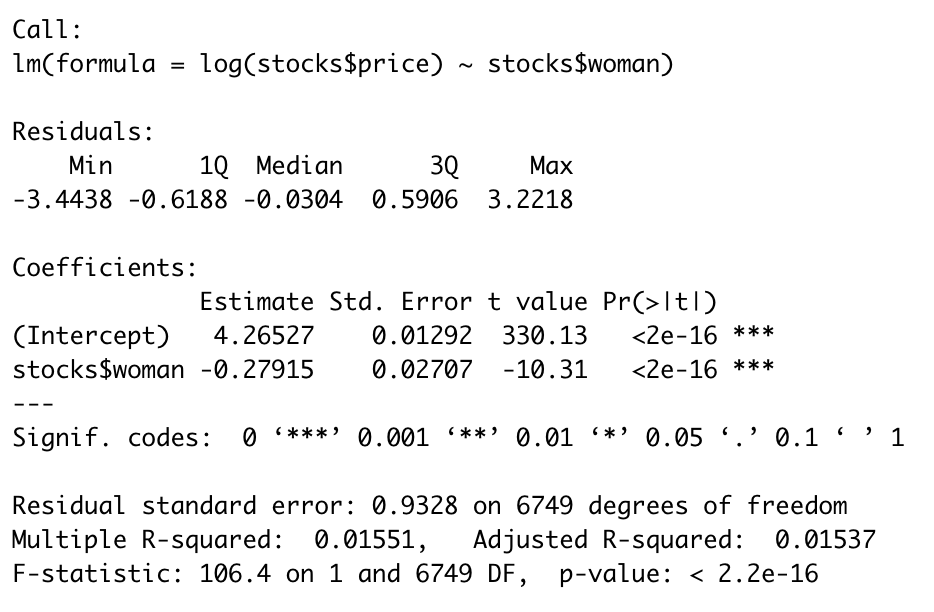 Call:
lm(formula = log(stocks$price) ~ stocks$woman)
Residuals:
    Min      1Q  Median      3Q     Max
-3.4438 -0.6188 -0.0304  0.5906  3.2218
Coefficients:
             Estimate Std. Error t value Pr(>|t|)
(Intercept)   4.26527    0.01292  330.13   <2e-16 ***
stocks$woman -0.27915    0.02707  -10.31   <2e-16 ***
---
Signif. codes:  0 ‘***’ 0.001 ‘**’ 0.01 ‘*’ 0.05 ‘.’ 0.1 ‘ ’ 1
Residual standard error: 0.9328 on 6749 degrees of freedom
Multiple R-squared:  0.01551,   Adjusted R-squared:  0.01537
F-statistic: 106.4 on 1 and 6749 DF,  p-value: < 2.2e-16